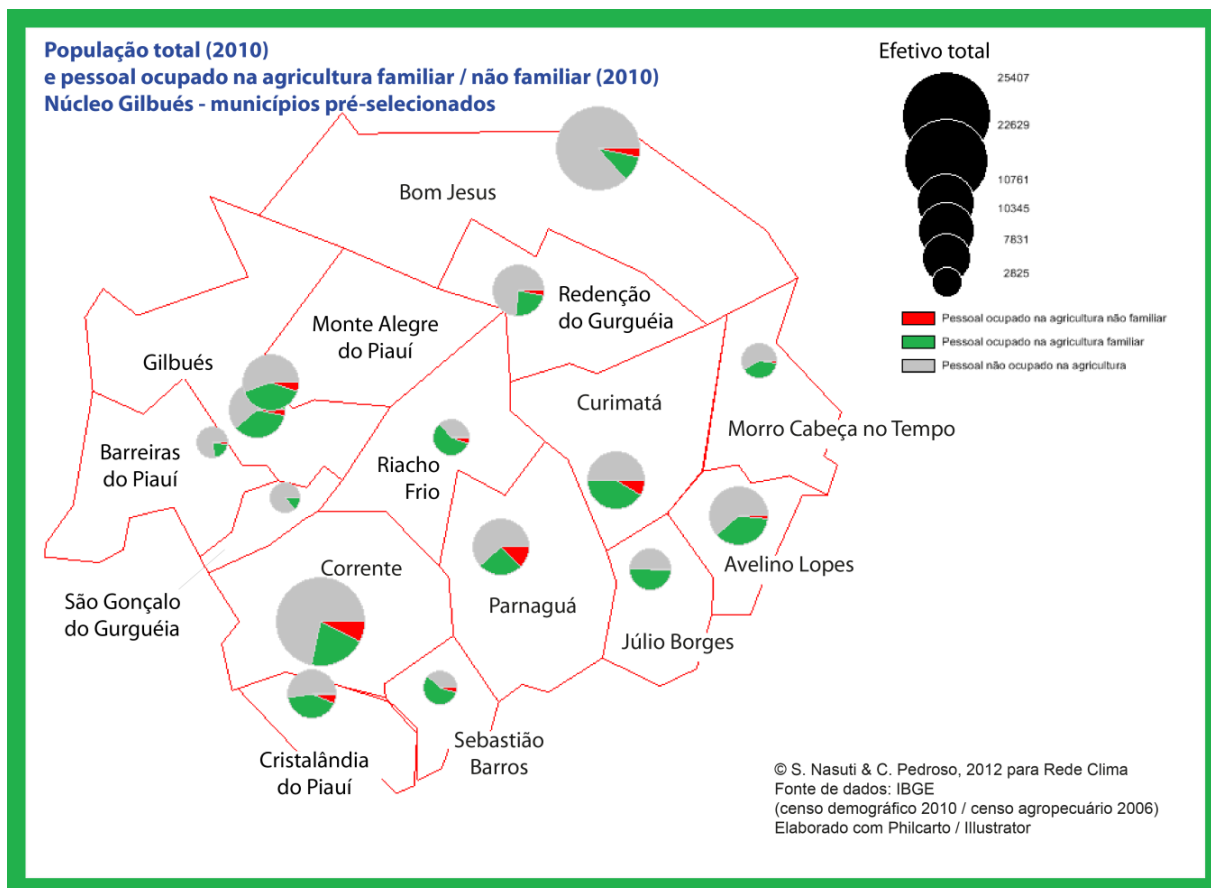 População total (2010)
e pessoal ocupado na agricultura familiar / não familiar (2010)
Núcleo Gilbués - municípios pré-selecionados
Efetivo total
25407
22629
10761
10345
7831
2825
Pessoal ocupado na agricultura não familiar
Pessoal ocupado na agricultura familiar
Pessoal não ocupado na agricultura
Bom Jesus
Redenção
do Gurguéia
Monte Alegre
do Piauí
Gilbués
Curimatá
Morro Cabeça no Tempo
Barreiras
do Piauí
Riacho
Frio
Avelino Lopes
Corrente
Parnaguá
São Gonçalo
do Gurguéia
Júlio Borges
Sebastião
Barros
Cristalândia
do Piauí
© S. Nasuti & C. Pedroso, 2012 para Rede Clima
Fonte de dados: IBGE
(censo demográfico 2010 / censo agropecuário 2006)
Elaborado com Philcarto / Illustrator